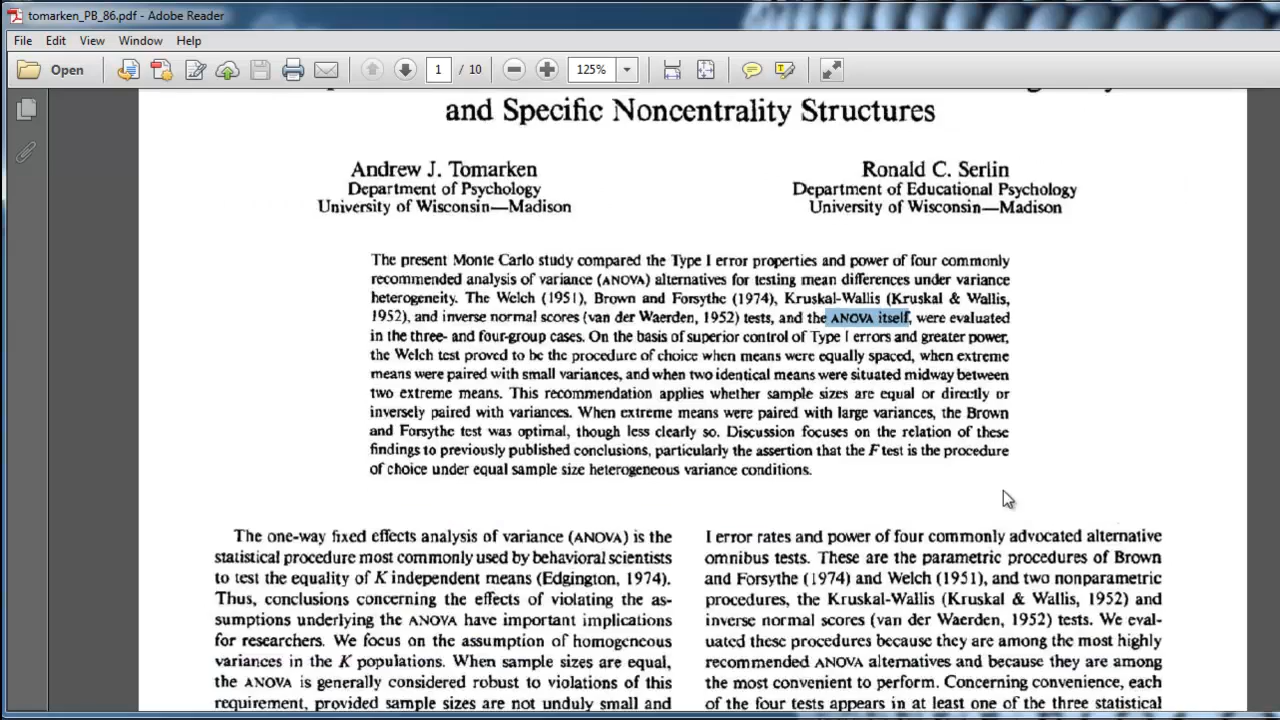 tomarken_PB_86.pdf - Adobe Reader
File Edit View Window Help
Open 1 / 10 125%
and Specific Noncentrality Structures
Andrew J. Tomarken
Department of Psychology
University of Wisconsin—Madison
Ronald C. Serlin
Department of Educational Psychology
University of Wisconsin—Madison
The present Monte Carlo study compared the Type I error properties and power of four commonly
recommended analysis of variance (ANOVA) alternatives for testing mean differences under variance
heterogeneity. The Welch (1951), Brown and Forsythe (1974), Kruskal-Wallis (Kruskal & Wallis,
1952), and inverse normal scores (van der Waerden, 1952) tests, and the ANOVA itself, were evaluated
in the three- and four-group cases. On the basis of superior control of Type I errors and greater power,
the Welch test proved to be the procedure of choice when means were equally spaced, when extreme
means were paired with small variances, and when two identical means were situated midway between
two extreme means. This recommendation applies whether sample sizes are equal or directly or
inversely paired with variances. When extreme means were paired with large variances, the Brown
and Forsythe test was optimal, though less clearly so. Discussion focuses on the relation of these
findings to previously published conclusions, particularly the assertion that the F test is the procedure
of choice under equal sample size heterogeneous variance conditions.
The one-way fixed effects analysis of variance (ANOVA) is the
statistical procedure most commonly used by behavioral scientists
to test the equality of K independent means (Edgington, 1974).
Thus, conclusions concerning the effects of violating the as-
sumptions underlying the ANOVA have important implications
for researchers. We focus on the assumption of homogeneous
variances in the K populations. When sample sizes are equal,
the ANOVA is generally considered robust to violations of this
requirement, provided sample sizes are not unduly small and
I error rates and power of four commonly advocated alternative
omnibus tests. These are the parametric procedures of Brown
and Forsythe (1974) and Welch (1951), and two nonparametric
procedures, the Kruskal-Wallis (Kruskal & Wallis, 1952) and
inverse normal scores (van der Waerden, 1952) tests. We eval-
uated these procedures because they are among the most highly
recommended ANOVA alternatives and because they are among
the most convenient to perform. Concerning convenience, each
of the four tests appears in at least one of the three statistical